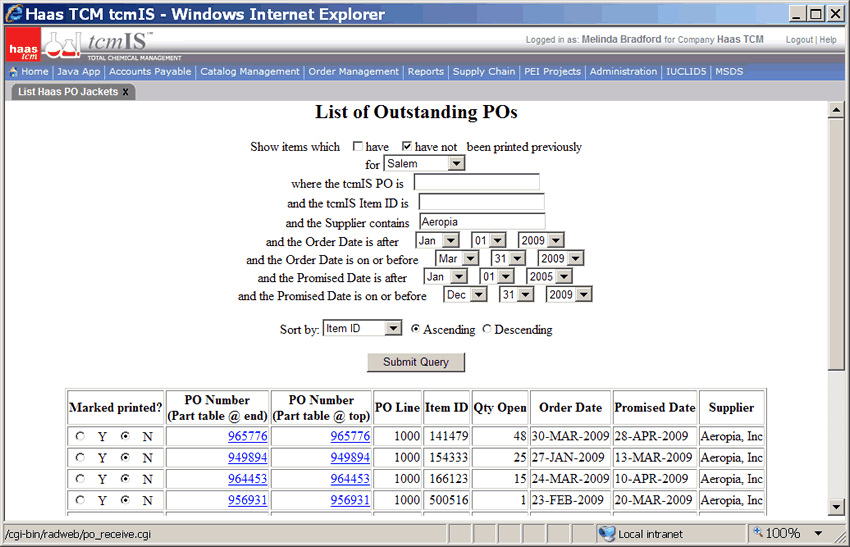 Haas TCM tcmIS - Windows Internet Explorer
haas tcm tcmIS™ Logged in as: Melinda Bradford for Company Haas TCM Logout | Help
TOTAL CHEMICAL MANAGEMENT
Home | Java App | Accounts Payable | Catalog Management | Order Management | Reports | Supply Chain | PEI Projects | Administration | IUCLID5 | MSDS
List Haas PO Jackets x
List of Outstanding POs
Show items which have have not been printed previously
for Salem
where the tcmIS PO is
and the tcmIS Item ID is
and the Supplier contains Aeropia
and the Order Date is after Jan 01 2009
and the Order Date is on or before Mar 31 2009
and the Promised Date is after Jan 01 2005
and the Promised Date is on or before Dec 31 2009
Sort by: Item ID Ascending Descending
Submit Query
Marked printed? PO Number (Part table @ end) PO Number (Part table @ top) PO Line Item ID Qty Open Order Date Promised Date Supplier
Y N 965776 965776 1000 141479 48 30-MAR-2009 28-APR-2009 Aeropia, Inc
Y N 949894 949894 1000 154333 25 27-JAN-2009 13-MAR-2009 Aeropia, Inc
Y N 964453 964453 1000 166123 15 24-MAR-2009 10-APR-2009 Aeropia, Inc
Y N 956931 956931 1000 500516 1 23-FEB-2009 20-MAR-2009 Aeropia, Inc
/cgi-bin/radweb/po_receive.cgi Local intranet 100%